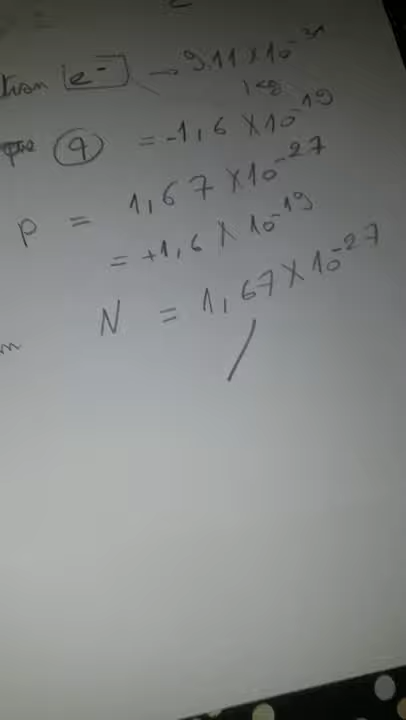 [e-] → 9.11 × 10^-31
kg
q = -1,6 × 10^-19
P = 1,67 × 10^-27
= +1,6 × 10^-19
N = 1,67 × 10^-27
/